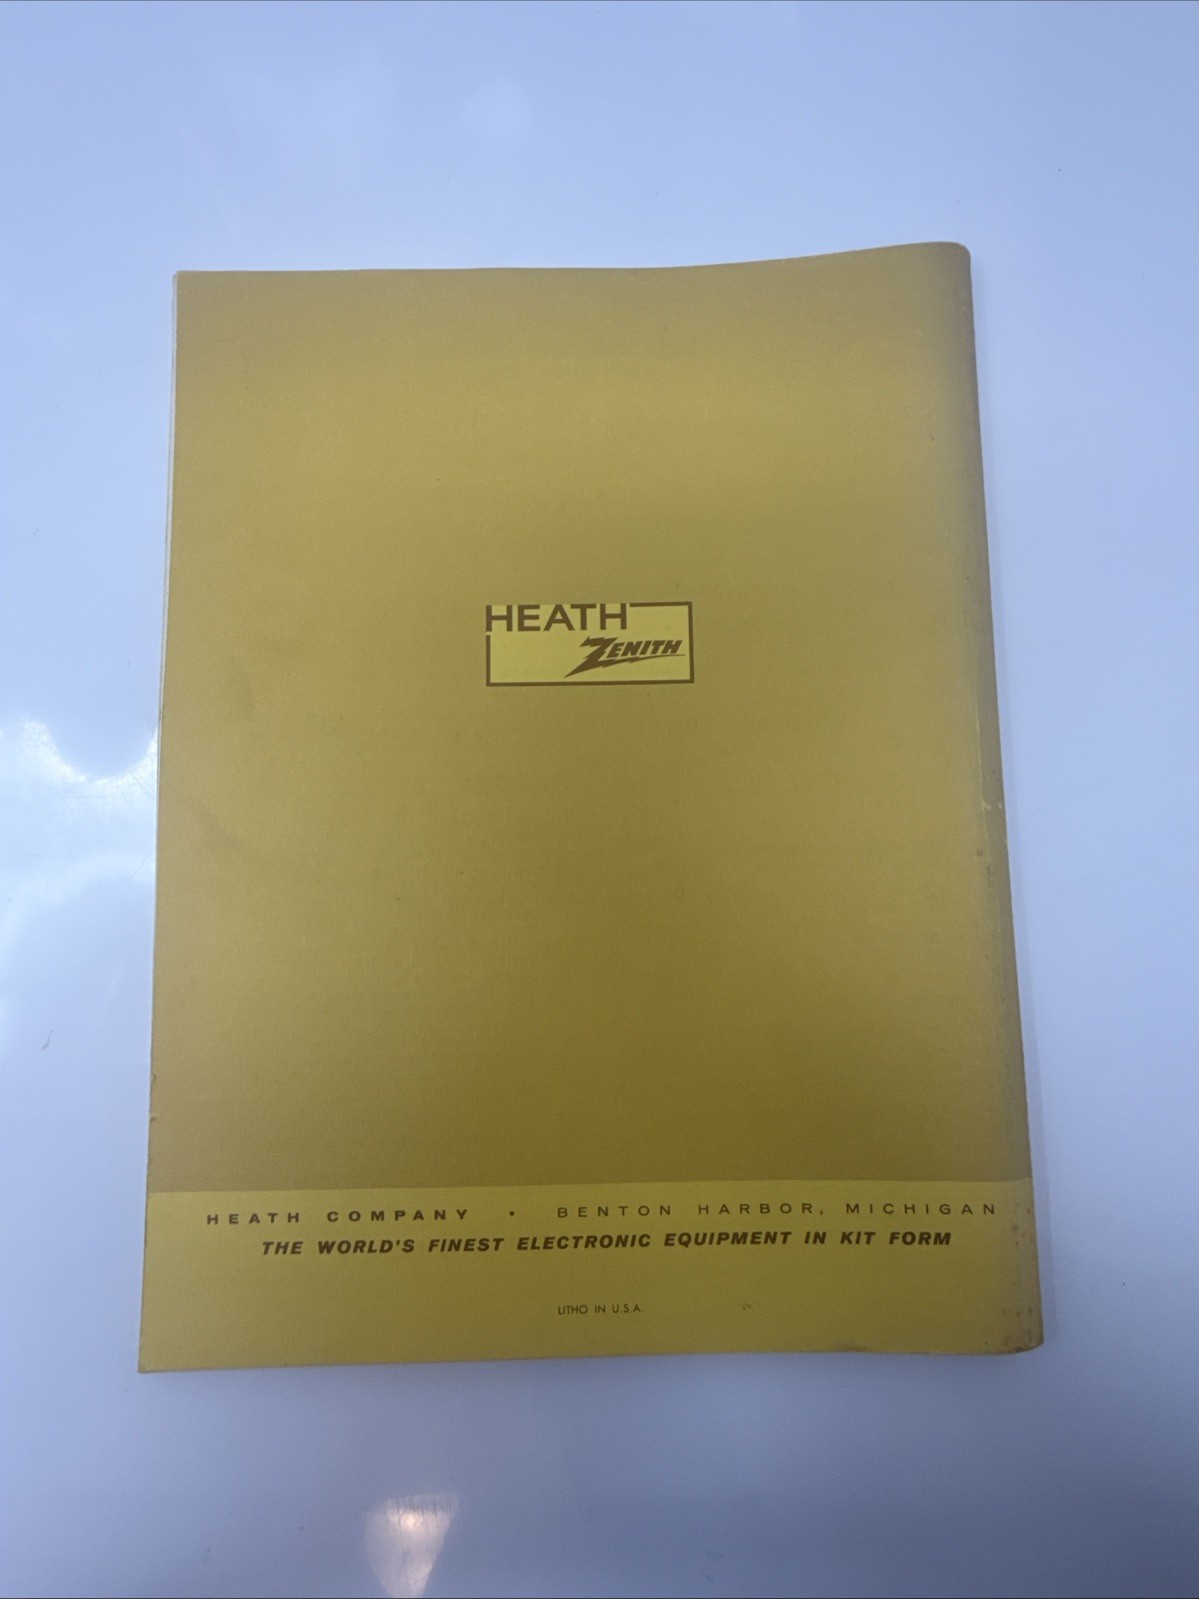 HEATH
ZENITH
HEATH COMPANY • BENTON HARBOR, MICHIGAN
THE WORLD'S FINEST ELECTRONIC EQUIPMENT IN KIT FORM
LITHO IN U.S.A.